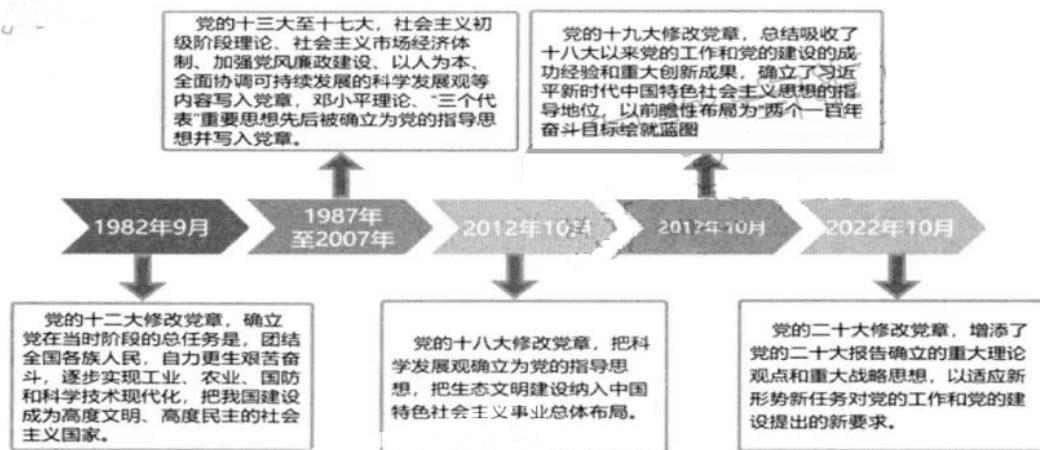 党的十三大至十七大，社会主义初
级阶段理论、社会主义市场经济体
制、加强党风廉政建设、以人为本、
全面协调可持续发展的科学发展观等
内容写入党章，邓小平理论、“三个代
表”重要思想先后被确立为党的指导思
想并写入党章。
党的十九大修改党章，总结吸收了
十八大以来党的工作和党的建设的成
功经验和重大创新成果，确立了习近
平新时代中国特色社会主义思想的指
导地位，以前瞻性布局为“两个一百年
奋斗目标绘就蓝图
1982年9月
1987年
至2007年
2012年10月
10月
2022年10月
党的十二大修改党章，确立
党在当时阶段的总任务是，团结
全国各族人民，自力更生艰苦奋
斗，逐步实现工业、农业、国防
和科学技术现代化，把我国建设
成为高度文明、高度民主的社会
主义国家。
党的十八大修改党章，把科
学发展观确立为党的指导思
想，把生态文明建设纳入中国
特色社会主义事业总体布局。
党的二十大修改党章，增添了
党的二十大报告确立的重大理论
观点和重大战略思想，以适应新
形势新任务对党的工作和党的建
设提出的新要求。